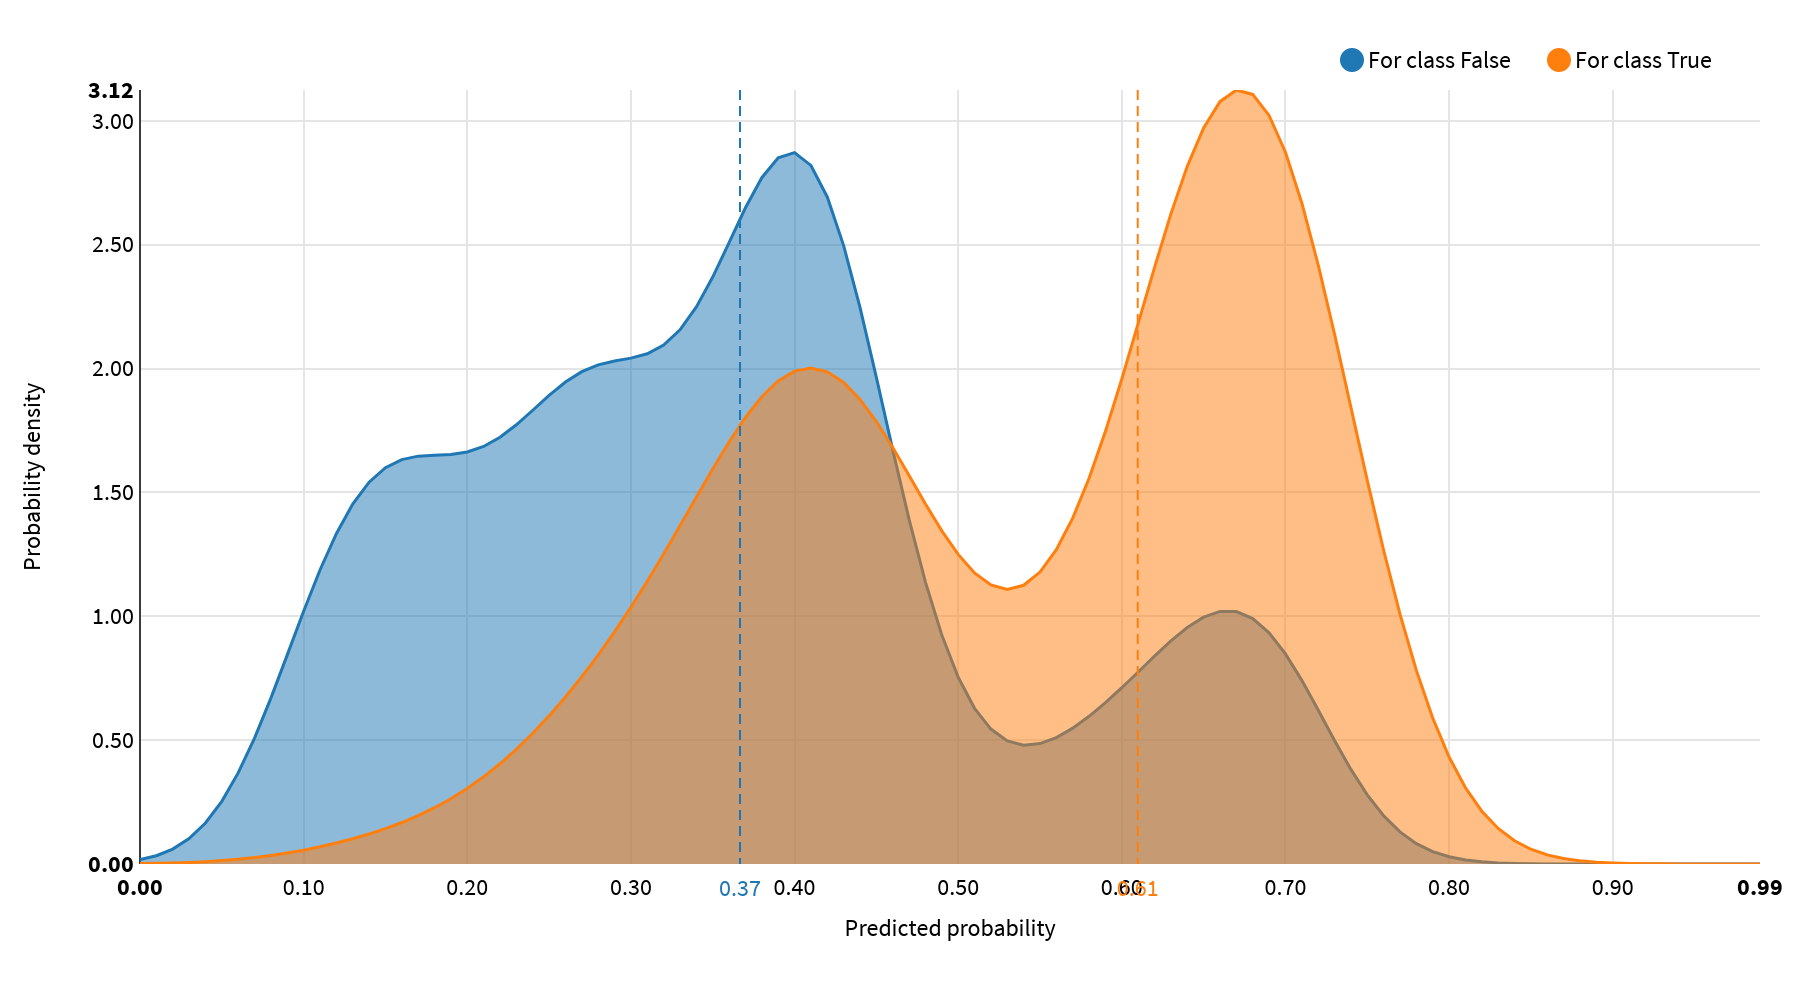 For class False
For class True
3.12
3.00
2.50
2.00
1.50
1.00
0.50
0.00
Probability density
0.00 0.10 0.20 0.30 0.37 0.40 0.50 0.60 0.61 0.70 0.80 0.90 0.99
Predicted probability